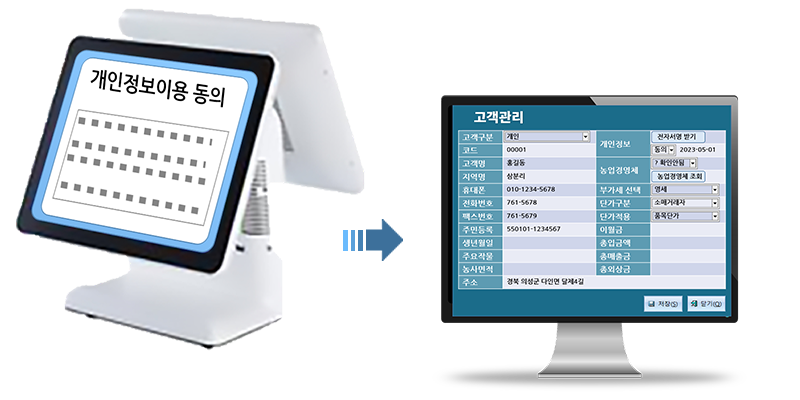 개인정보이용 동의
고객관리
고객구분 개인 개인정보 전자서명 받기
코드 00001 동의 2023-05-01
고객명 홍길동 농업경영체 ? 확인안됨
지역명 삼분리 농업경영체 조회
휴대폰 010-1234-5678 부가세 선택 영세
전화번호 761-5678 단가구분 소매거래자
팩스번호 761-5679 단가적용 품목단가
주민등록 550101-1234567 이월금
생년월일 총입금액
주요작물 총매출금
농사면적 총외상금
주소 경북 의성군 다인면 달제4길
저장(S) 닫기(Q)